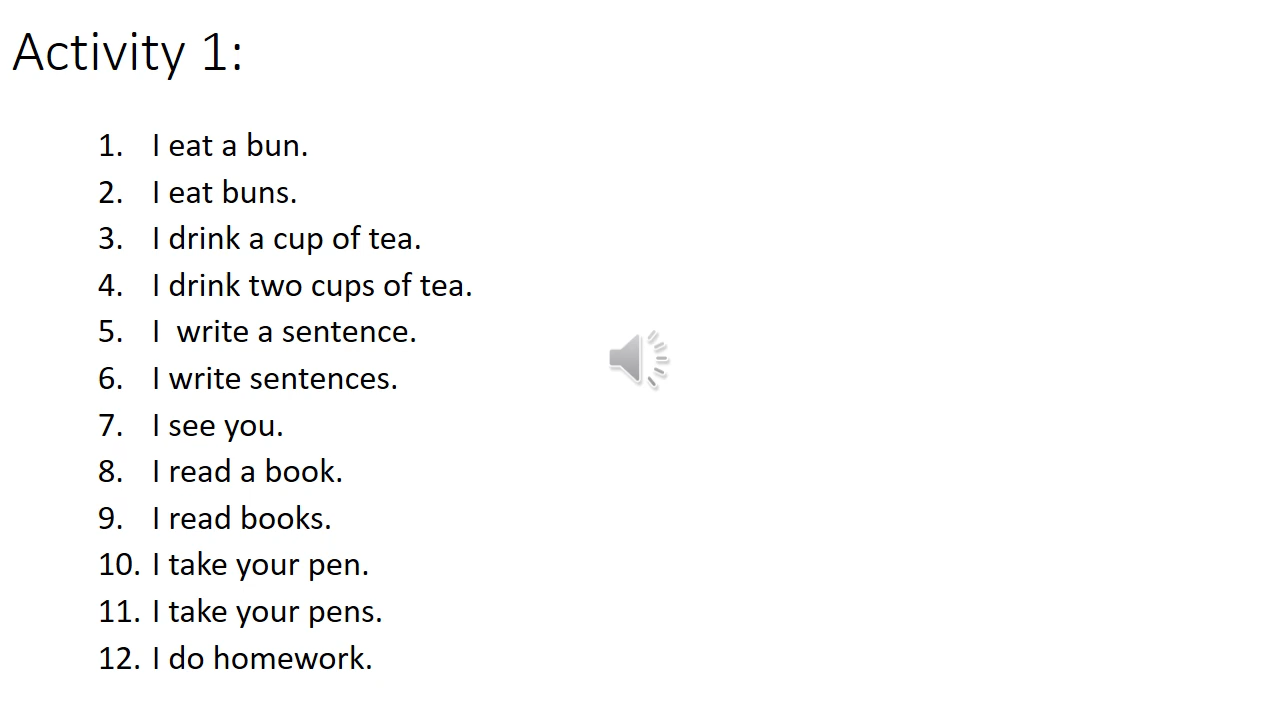 Activity 1:
1. I eat a bun.
2. I eat buns.
3. I drink a cup of tea.
4. I drink two cups of tea.
5. I  write a sentence.
6. I write sentences.
7. I see you.
8. I read a book.
9. I read books.
10. I take your pen.
11. I take your pens.
12. I do homework.